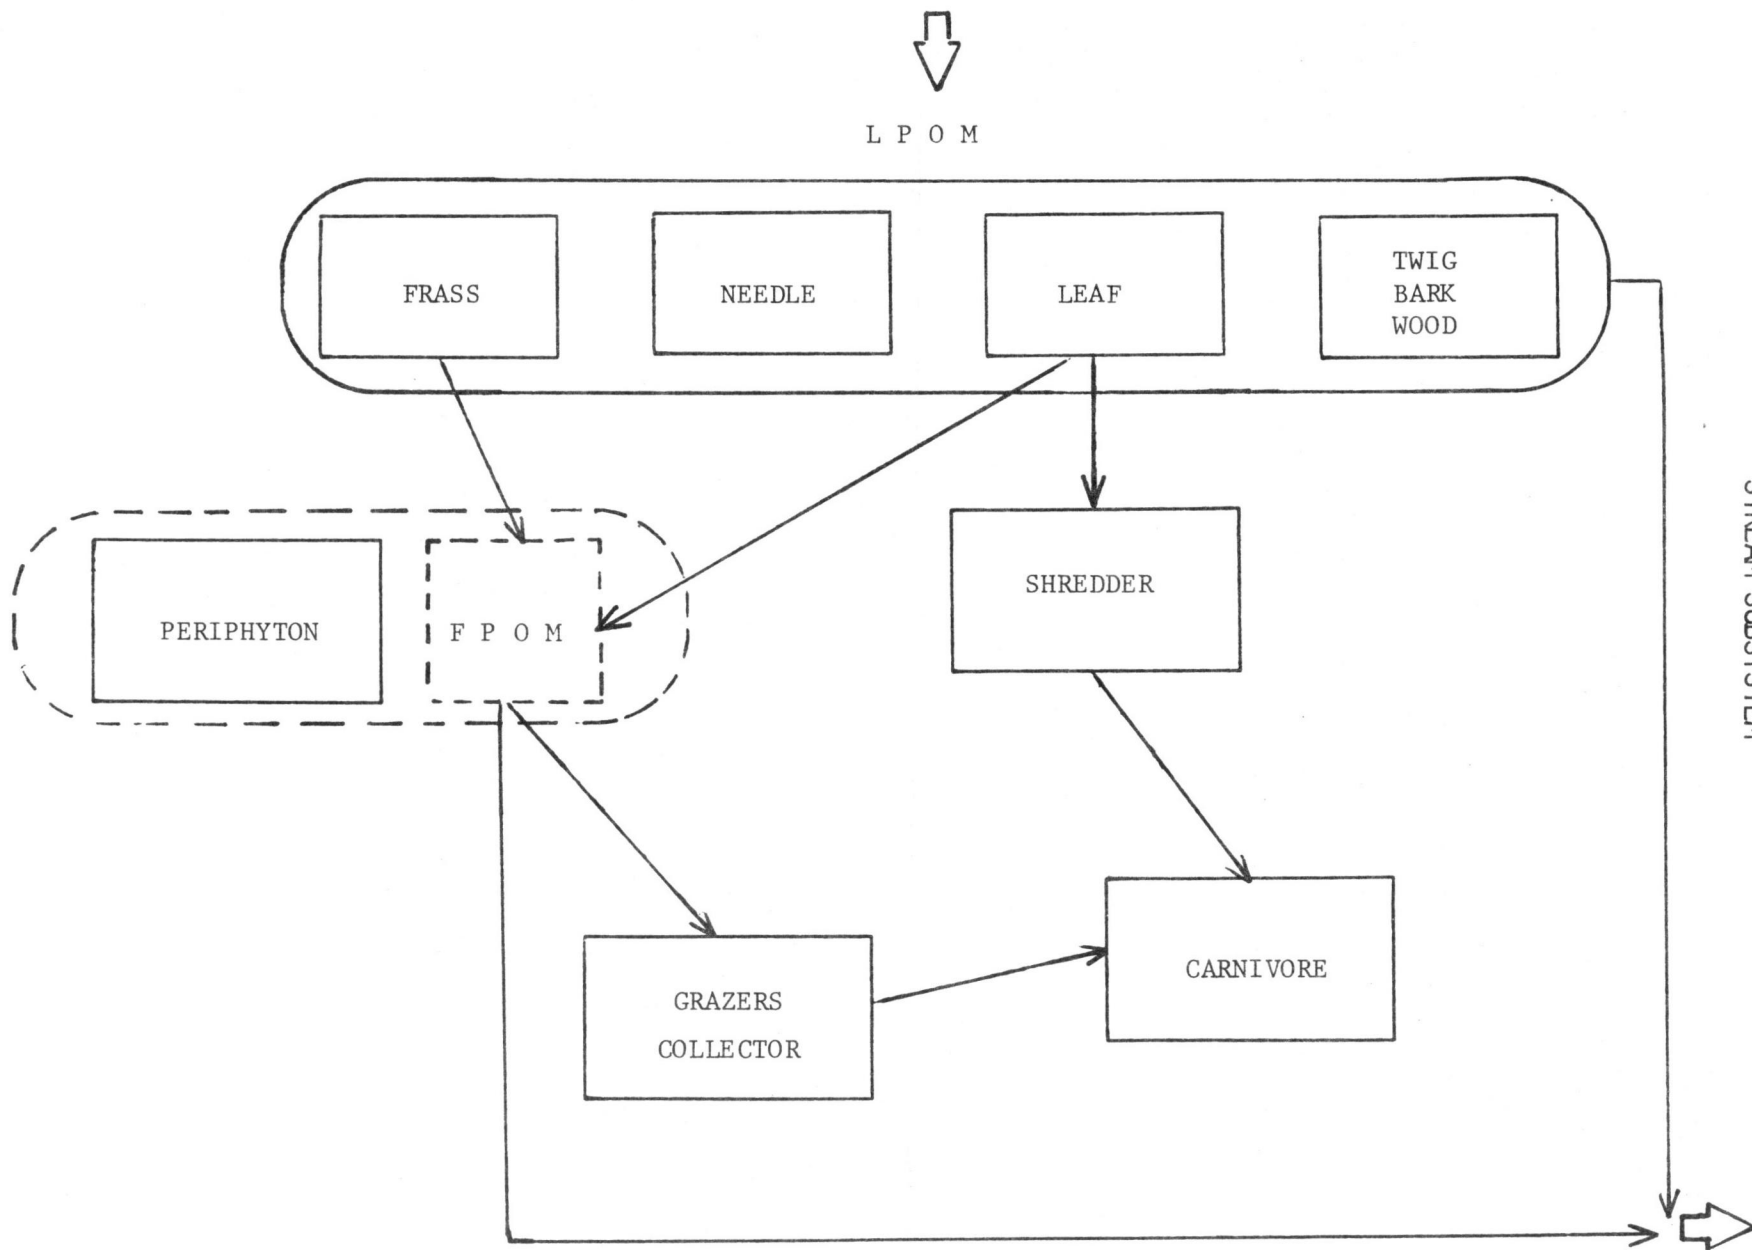 L P O M
FRASS
NEEDLE
LEAF
TWIG
BARK
WOOD
PERIPHYTON
F P O M
SHREDDER
GRAZERS
COLLECTOR
CARNIVORE